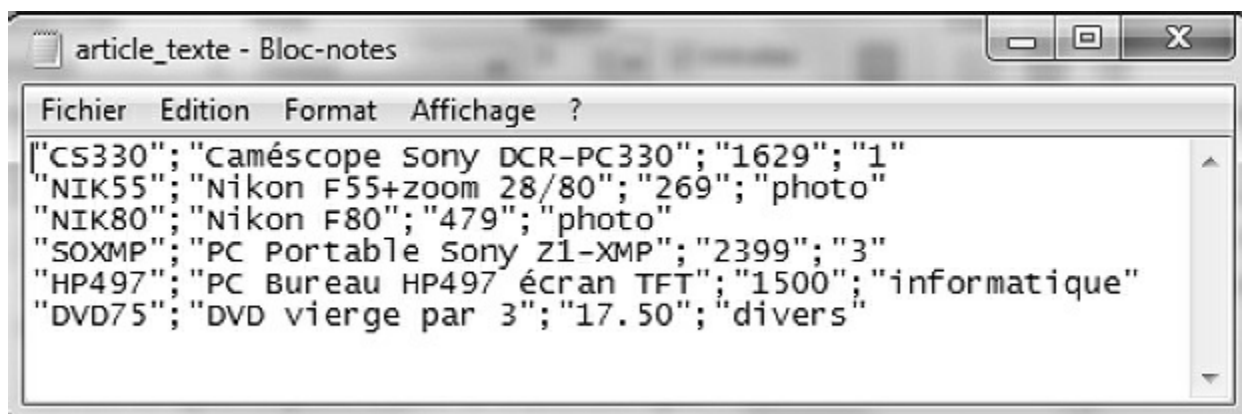 article_texte - Bloc-notes
Fichier Edition Format Affichage ?
"CS330";"Caméscope Sony DCR-PC330";"1629";"1"
"NIK55";"Nikon F55+zoom 28/80";"269";"photo"
"NIK80";"Nikon F80";"479";"photo"
"SOXMP";"PC Portable Sony Z1-XMP";"2399";"3"
"HP497";"PC Bureau HP497 écran TFT";"1500";"informatique"
"DVD75";"DVD vierge par 3";"17.50";"divers"